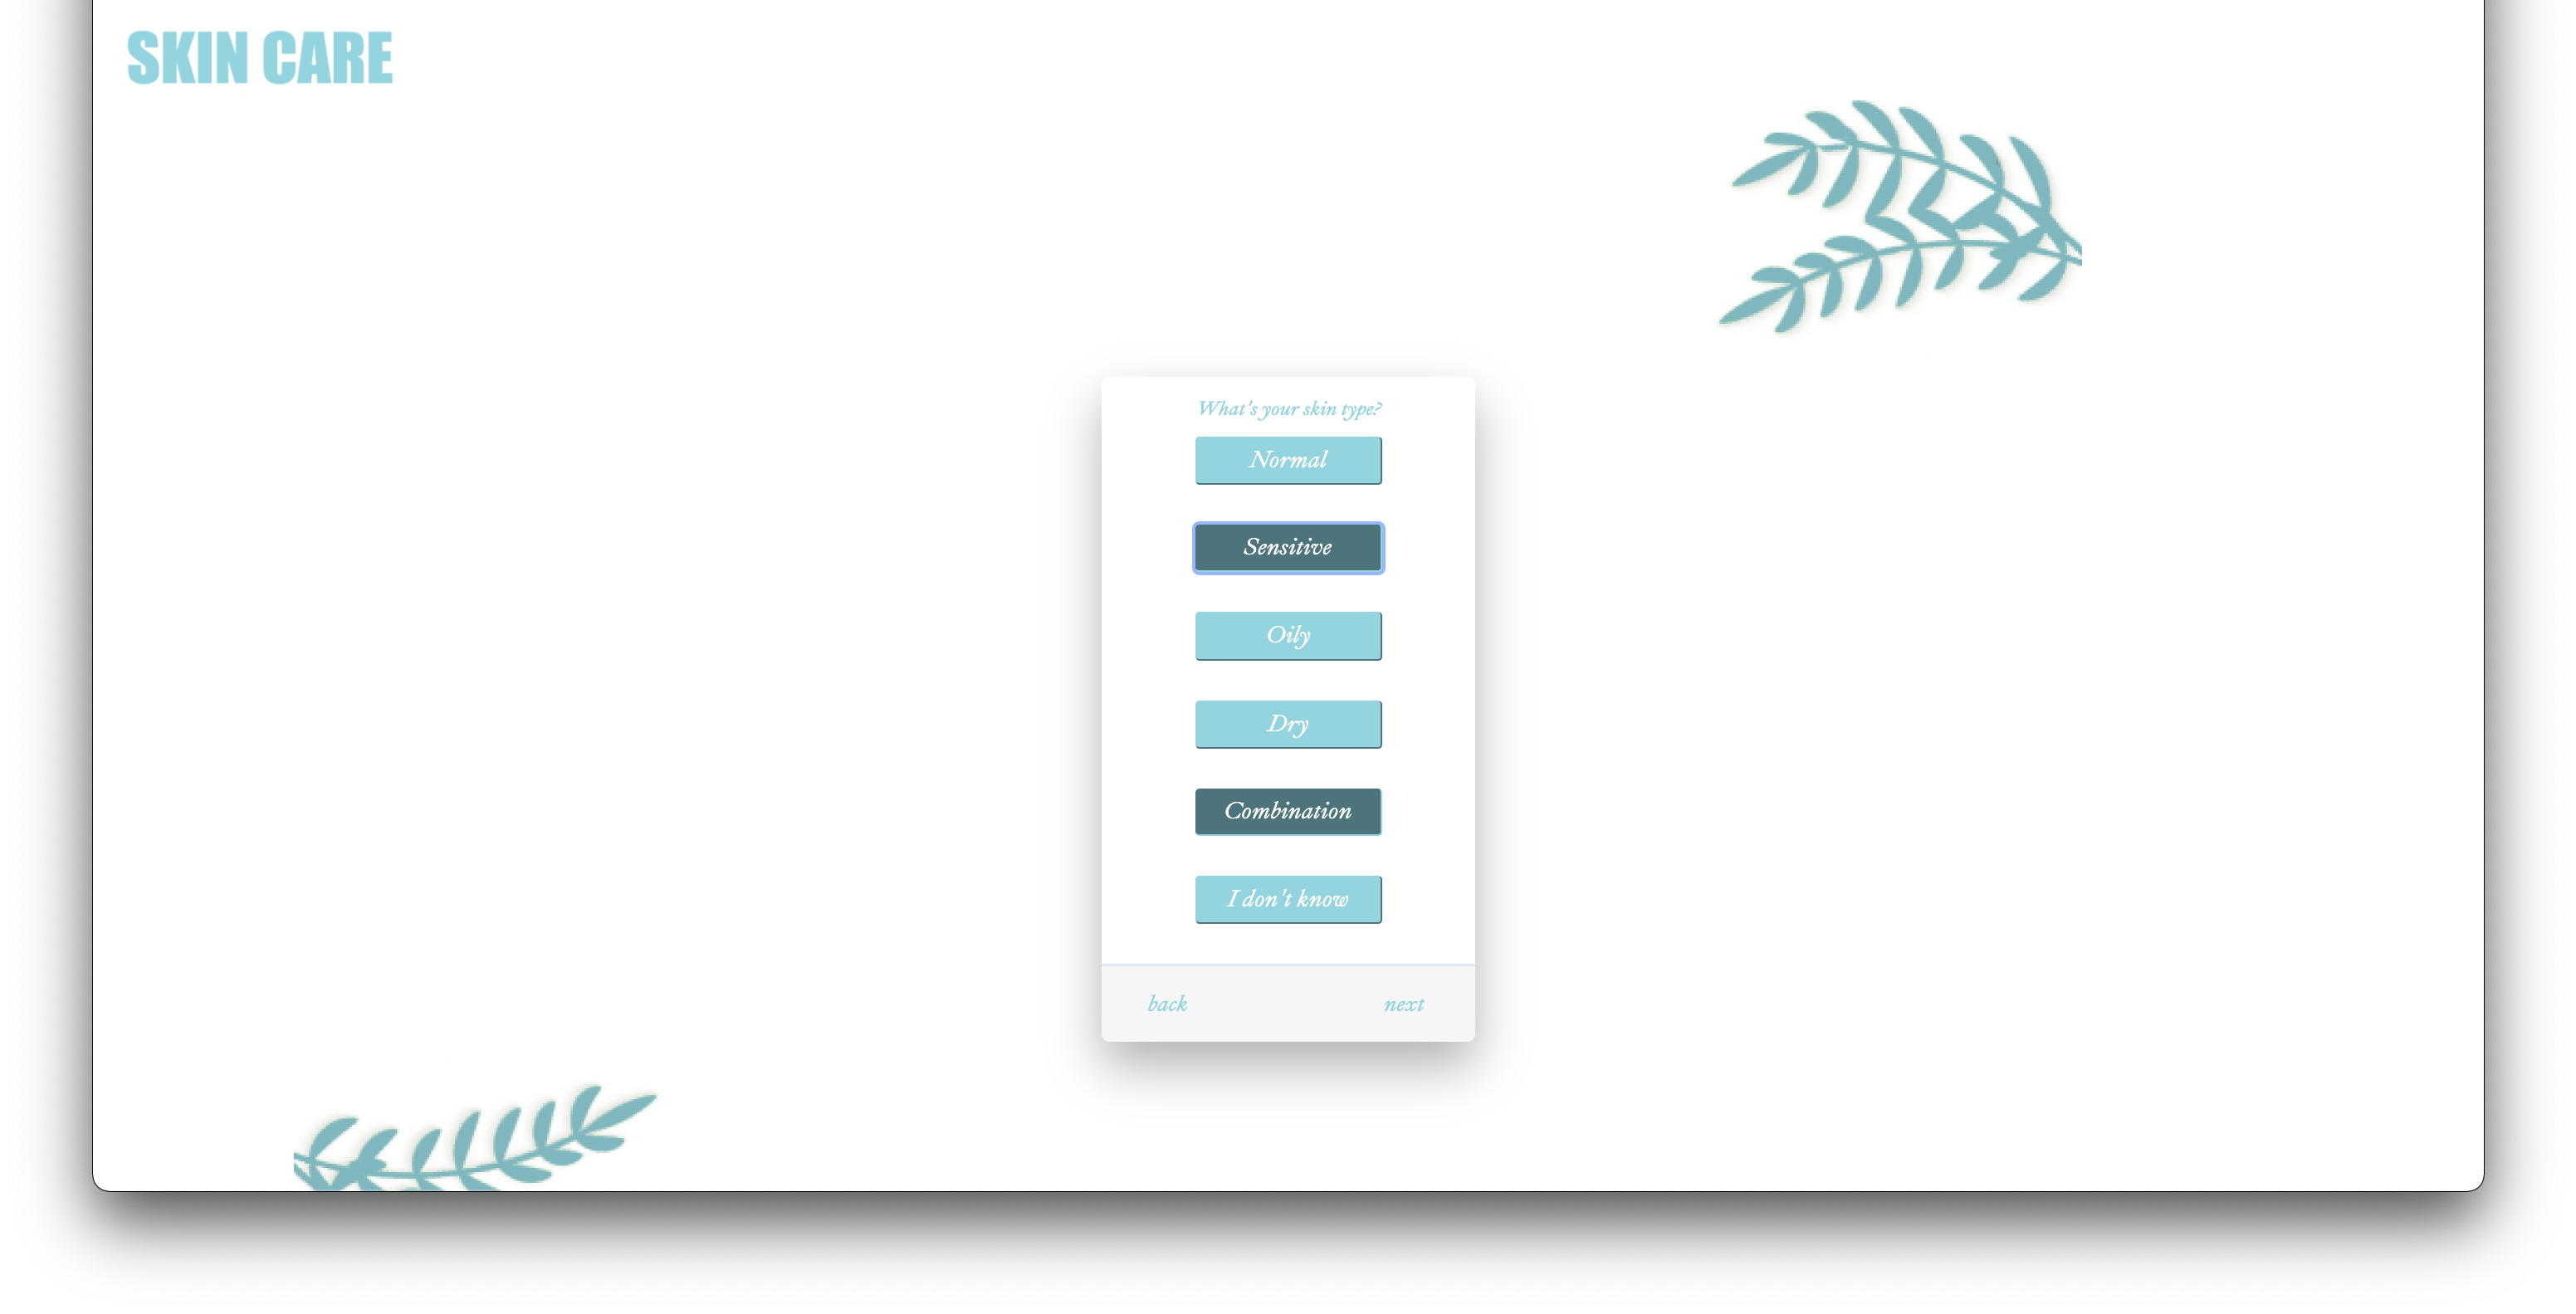 SKIN CARE
What's your skin type?
Normal
Sensitive
Oily
Dry
Combination
I don't know
back
next